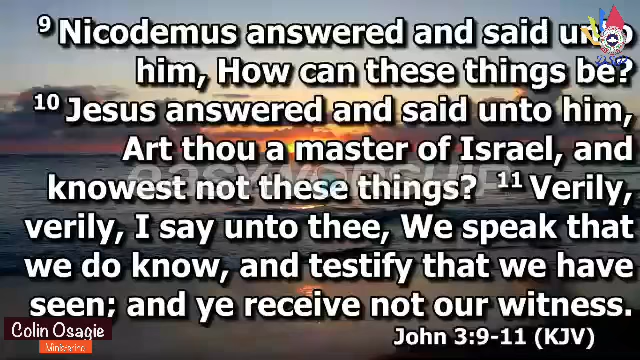 9 Nicodemus answered and said unto
him, How can these things be?
10 Jesus answered and said unto him,
Art thou a master of Israel, and
knowest not these things? 11 Verily,
verily, I say unto thee, We speak that
we do know, and testify that we have
seen; and ye receive not our witness.
John 3:9-11 (KJV)
Colin Osagie
Ministering